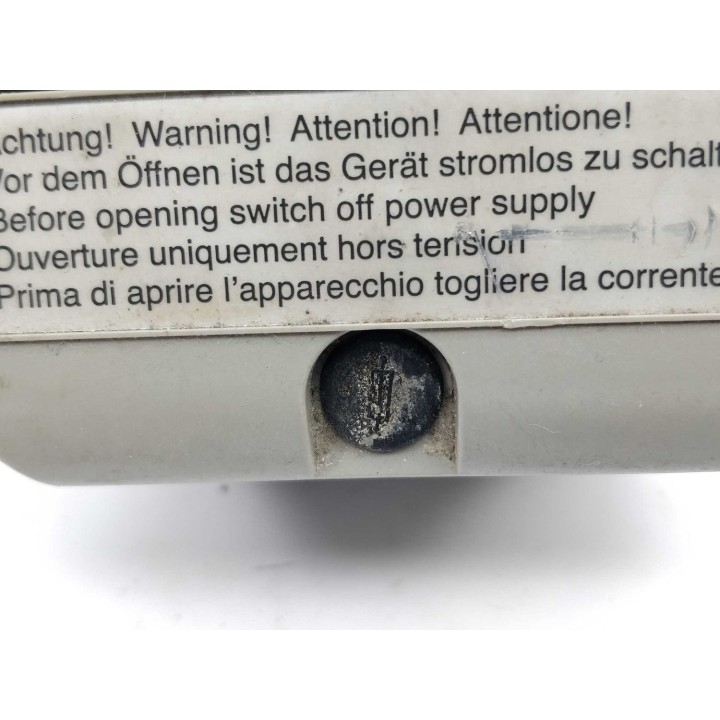 chtung! Warning! Attention! Attentione!
Vor dem Öffnen ist das Gerät stromlos zu schalt
Before opening switch off power supply
Ouverture uniquement hors tension
Prima di aprire l'apparecchio togliere la corrente